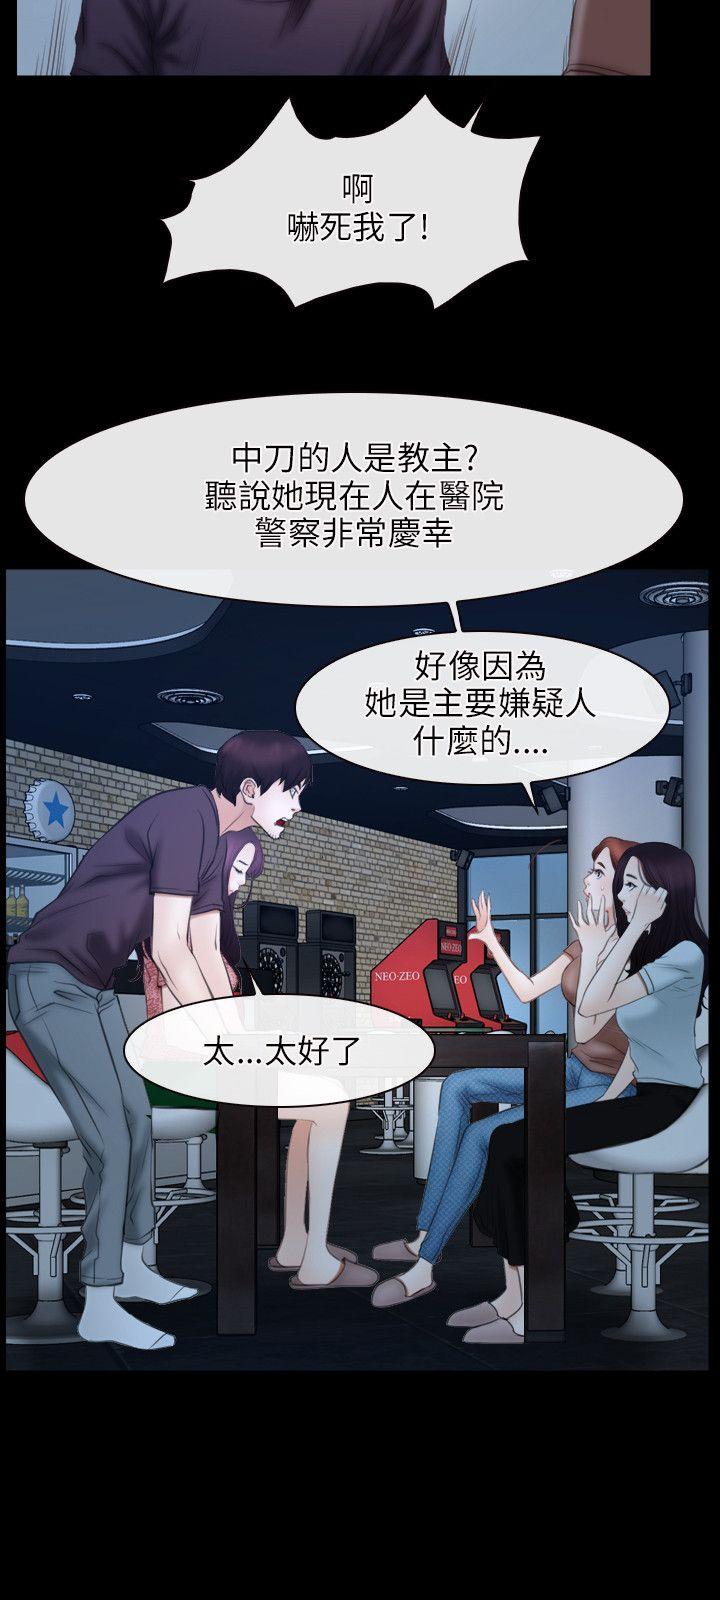 啊
嚇死我了!
中刀的人是教主?
聽說她現在人在醫院
警察非常慶幸
好像因為
她是主要嫌疑人
什麼的....
NEO·ZEO
NEO·ZEO
太...太好了